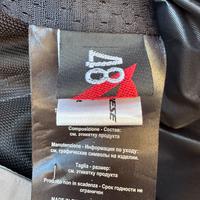 48
Composizione - Состав:
см. этикетку продукта
Manutenzione - Информация по уходу:
см. графические символы на изделии
Taglia - размер:
см. этикетку продукта
Prodotto non a scadenza - Срок годности не
ограничен
MADE IN